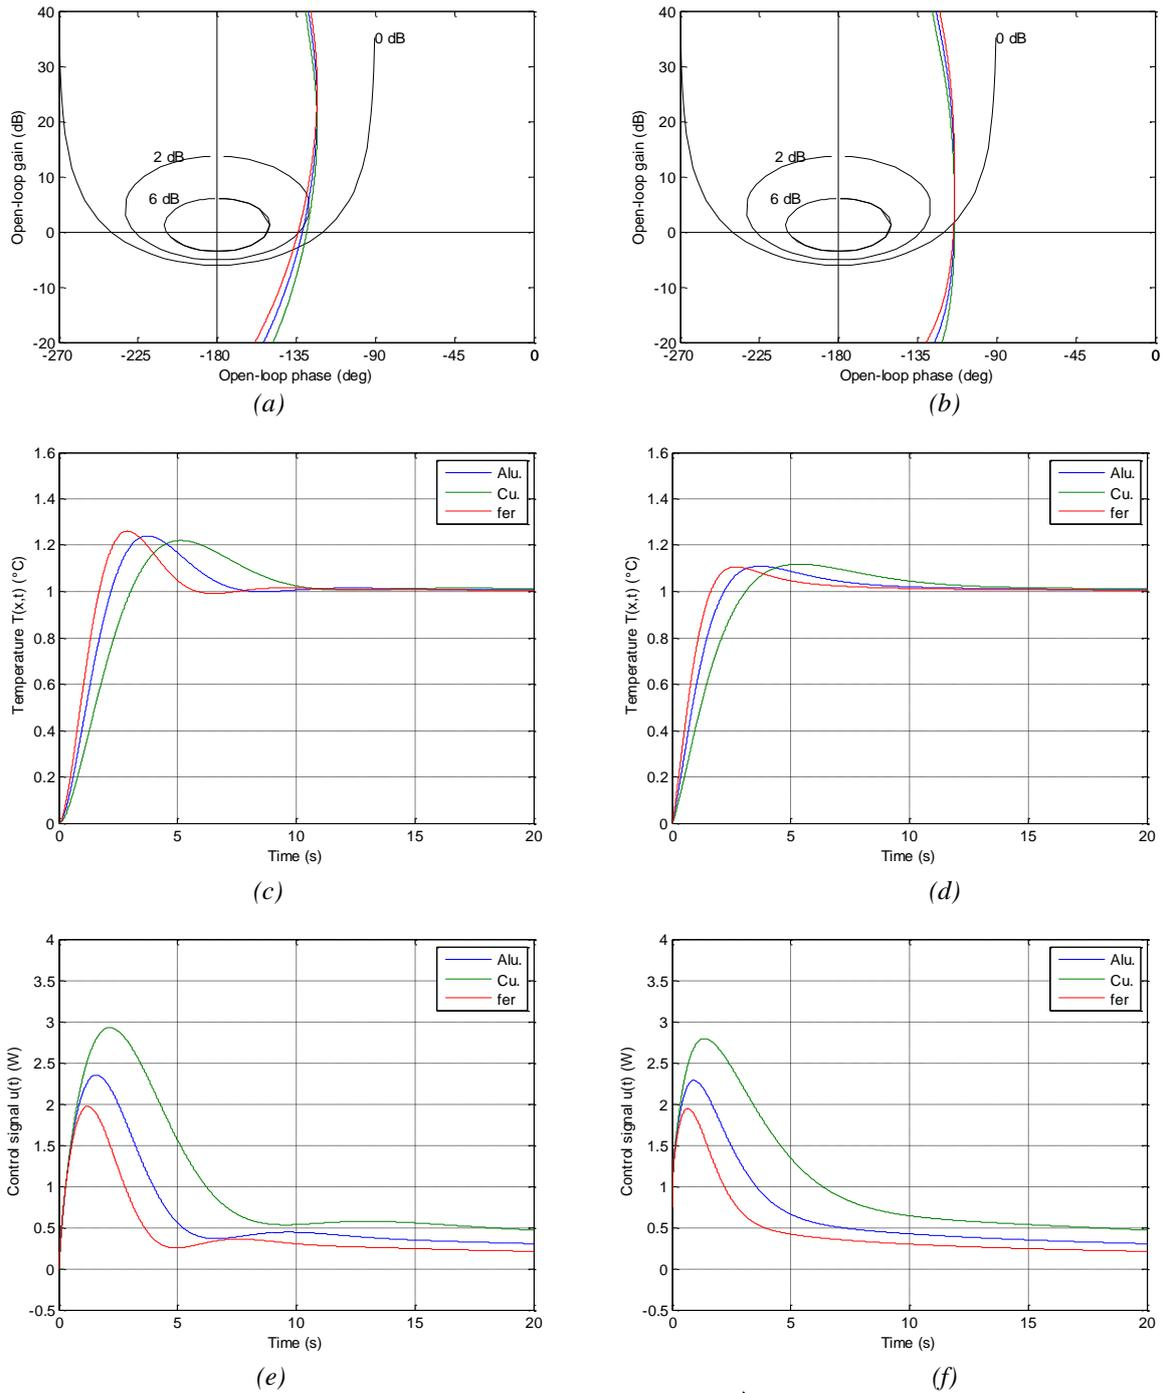 40
30
20
10
0
-10
-20
-270
-225
-180
-135
-90
-45
0
0 dB
2 dB
6 dB
Open-loop gain (dB)
Open-loop phase (deg)
(a)
40
30
20
10
0
-10
-20
-270
-225
-180
-135
-90
-45
0
0 dB
2 dB
6 dB
Open-loop gain (dB)
Open-loop phase (deg)
(b)
1.6
1.4
1.2
1
0.8
0.6
0.4
0.2
0
0
5
10
15
20
Alu.
Cu.
fer
Temperature T(x,t) (°C)
Time (s)
(c)
1.6
1.4
1.2
1
0.8
0.6
0.4
0.2
0
0
5
10
15
20
Alu.
Cu.
fer
Temperature T(x,t) (°C)
Time (s)
(d)
4
3.5
3
2.5
2
1.5
1
0.5
0
-0.5
0
5
10
15
20
Alu.
Cu.
fer
Control signal u(t) (W)
Time (s)
(e)
4
3.5
3
2.5
2
1.5
1
0.5
0
-0.5
0
5
10
15
20
Alu.
Cu.
fer
Control signal u(t) (W)
Time (s)
(f)